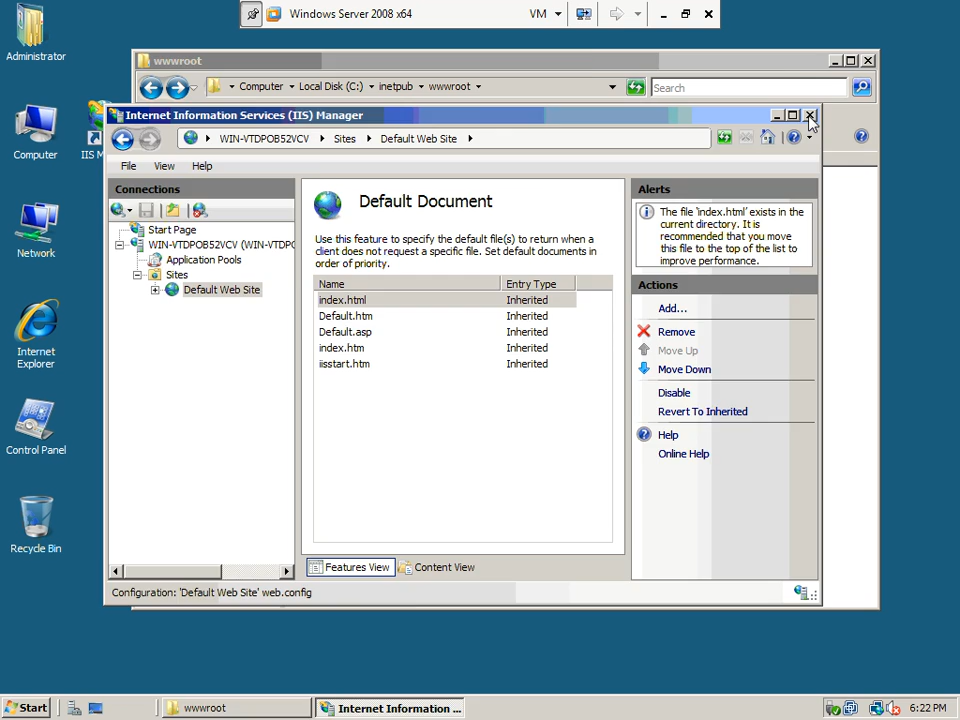 Windows Server 2008 x64
VM
Administrator
Computer
IIS M
Network
Internet
Explorer
Control Panel
Recycle Bin
wwwroot
Computer Local Disk (C:) inetpub wwwroot
Search
Internet Information Services (IIS) Manager
WIN-VTDPOB52VCV Sites Default Web Site
File View Help
Connections
Start Page
WIN-VTDPOB52VCV (WIN-VTDPO
Application Pools
Sites
Default Web Site
Default Document
Use this feature to specify the default file(s) to return when a
client does not request a specific file. Set default documents in
order of priority.
Name Entry Type
index.html Inherited
Default.htm Inherited
Default.asp Inherited
index.htm Inherited
iisstart.htm Inherited
Features View Content View
Alerts
The file 'index.html' exists in the
current directory. It is
recommended that you move
this file to the top of the list to
improve performance.
Actions
Add...
Remove
Move Up
Move Down
Disable
Revert To Inherited
Help
Online Help
Configuration: 'Default Web Site' web.config
Start
wwwroot
Internet Information ...
6:22 PM